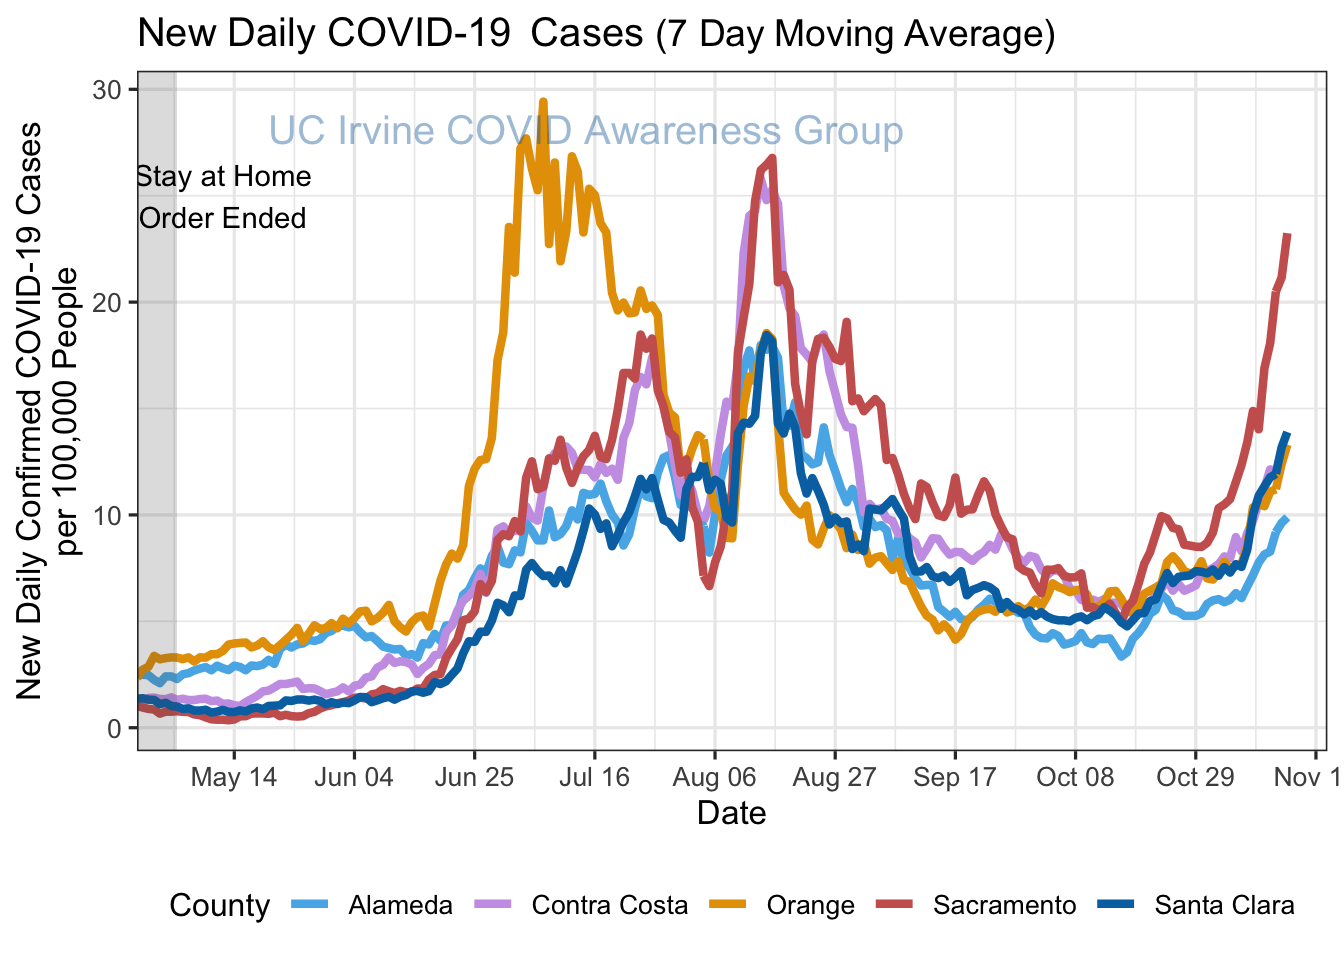 New Daily COVID-19  Cases (7 Day Moving Average)
UC Irvine COVID Awareness Group
Stay at Home
Order Ended
New Daily Confirmed COVID-19 Cases
per 100,000 People
30
20
10
0
May 14 Jun 04 Jun 25 Jul 16 Aug 06 Aug 27 Sep 17 Oct 08 Oct 29 Nov 1
Date
County Alameda Contra Costa Orange Sacramento Santa Clara